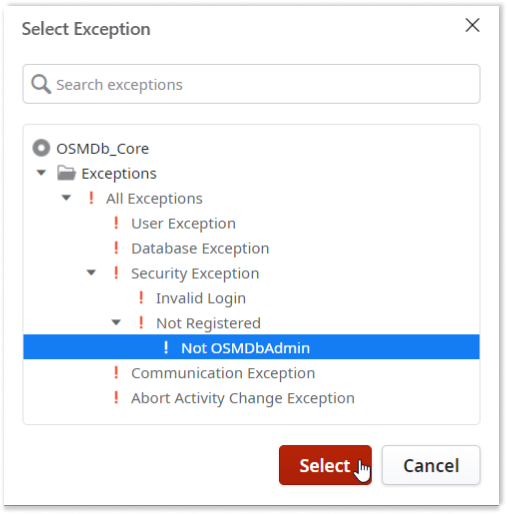 Select Exception
Search exceptions
OSMDb_Core
Exceptions
! All Exceptions
! User Exception
! Database Exception
! Security Exception
! Invalid Login
! Not Registered
! Not OSMDbAdmin
! Communication Exception
! Abort Activity Change Exception
Select Cancel